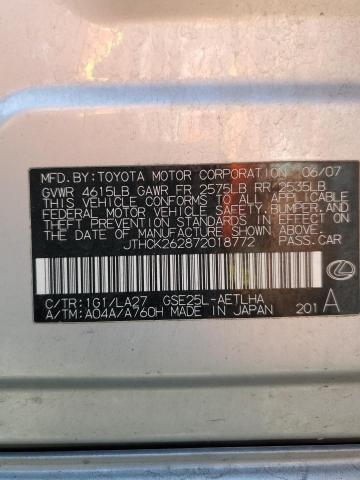 MFD. BY: TOYOTA MOTOR CORPORATION 06/07
GVWR 4615LB GAWR FR 2575LB RR 2535LB
THIS VEHICLE CONFORMS TO ALL APPLICABLE
FEDERAL MOTOR VEHICLE SAFETY, BUMPER, AND
THEFT PREVENTION STANDARDS IN EFFECT ON
THE DATE OF MANUFACTURE SHOWN ABOVE.
JTHCK262872018772 PASS. CAR
C/TR: 1G1/LA27 GSE25L-AETLHA
A/TM: A04A/A760H MADE IN JAPAN 201 A